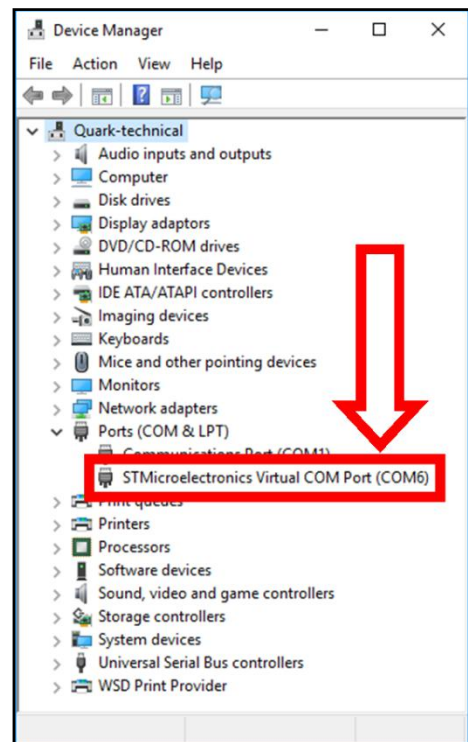 Device Manager
File Action View Help
Quark-technical
Audio inputs and outputs
Computer
Disk drives
Display adaptors
DVD/CD-ROM drives
Human Interface Devices
IDE ATA/ATAPI controllers
Imaging devices
Keyboards
Mice and other pointing devices
Monitors
Network adapters
Ports (COM & LPT)
Communications Port (COM1)
STMicroelectronics Virtual COM Port (COM6)
Print queues
Printers
Processors
Software devices
Sound, video and game controllers
Storage controllers
System devices
Universal Serial Bus controllers
WSD Print Provider